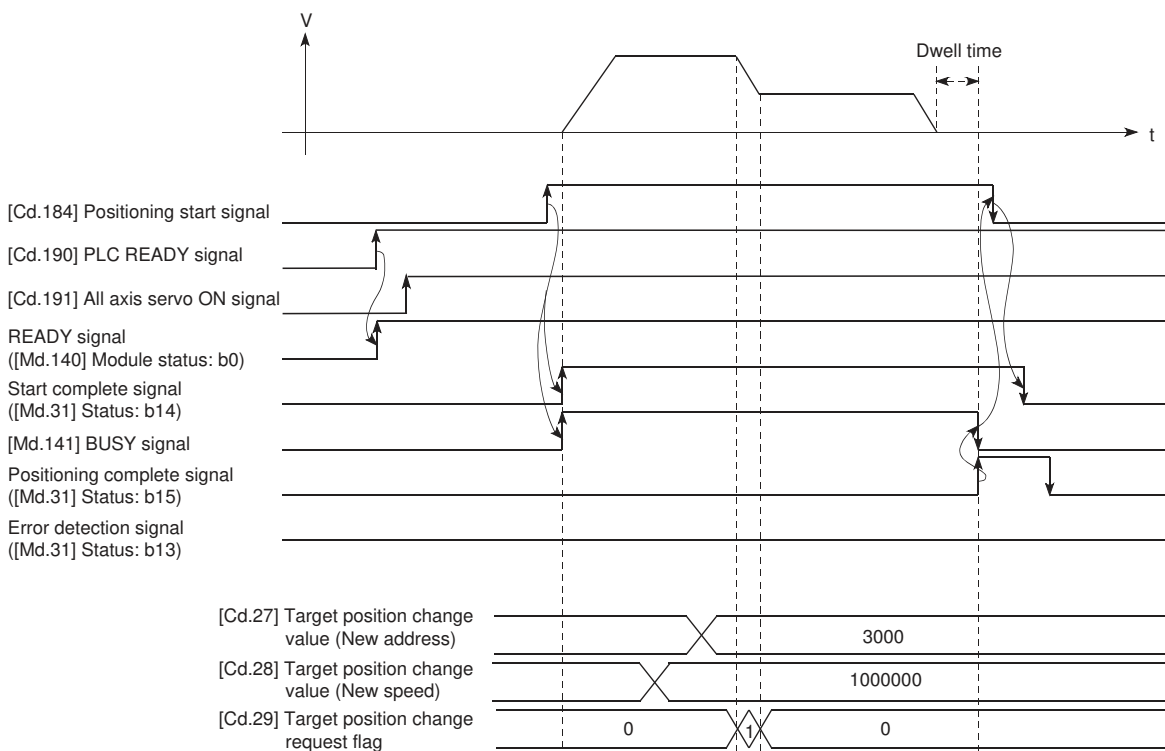 V
Dwell time
t
[Cd.184] Positioning start signal
[Cd.190] PLC READY signal
[Cd.191] All axis servo ON signal
READY signal
([Md.140] Module status: b0)
Start complete signal
([Md.31] Status: b14)
[Md.141] BUSY signal
Positioning complete signal
([Md.31] Status: b15)
Error detection signal
([Md.31] Status: b13)
[Cd.27] Target position change
value (New address)
3000
[Cd.28] Target position change
value (New speed)
1000000
[Cd.29] Target position change
request flag
0 1 0